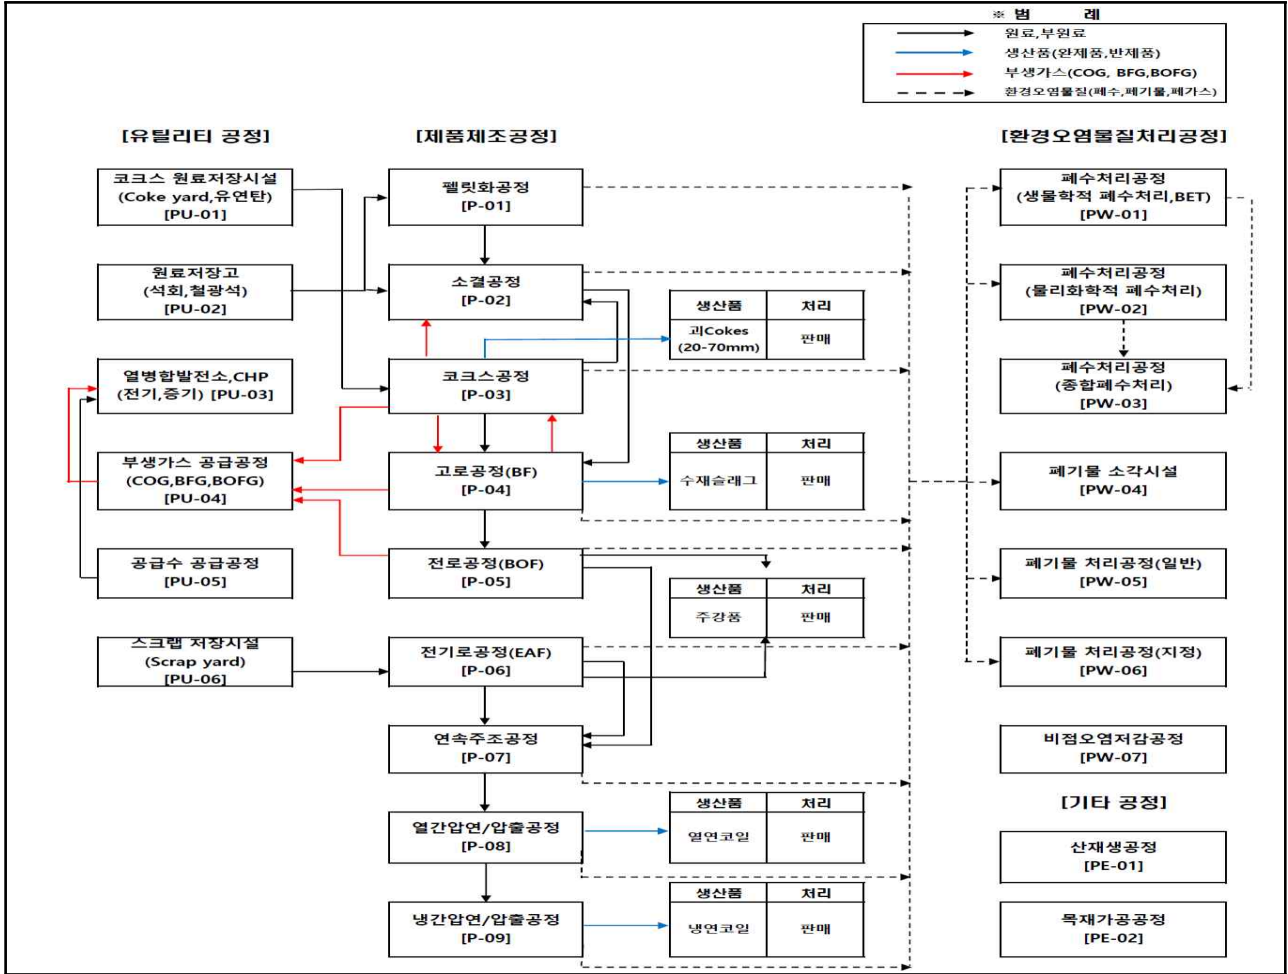 ※ 범 례
원료,부원료
생산품(완제품,반제품)
부생가스(COG, BFG,BOFG)
환경오염물질(폐수,폐기물,폐가스)
[유틸리티 공정]
코크스 원료저장시설
(Coke yard,유연탄)
[PU-01]
원료저장고
(석회,철광석)
[PU-02]
열병합발전소,CHP
(전기,증기) [PU-03]
부생가스 공급공정
(COG,BFG,BOFG)
[PU-04]
공급수 공급공정
[PU-05]
스크랩 저장시설
(Scrap yard)
[PU-06]
[제품제조공정]
펠릿화공정
[P-01]
소결공정
[P-02]
코크스공정
[P-03]
고로공정(BF)
[P-04]
전로공정(BOF)
[P-05]
전기로공정(EAF)
[P-06]
연속주조공정
[P-07]
열간압연/압출공정
[P-08]
냉간압연/압출공정
[P-09]
생산품 처리
괴Cokes
(20-70mm)
판매
생산품 처리
수재슬래그 판매
생산품 처리
주강품 판매
생산품 처리
열연코일 판매
생산품 처리
냉연코일 판매
[환경오염물질처리공정]
폐수처리공정
(생물학적 폐수처리,BET)
[PW-01]
폐수처리공정
(물리화학적 폐수처리)
[PW-02]
폐수처리공정
(종합폐수처리)
[PW-03]
폐기물 소각시설
[PW-04]
폐기물 처리공정(일반)
[PW-05]
폐기물 처리공정(지정)
[PW-06]
비점오염저감공정
[PW-07]
[기타 공정]
산재생공정
[PE-01]
목재가공공정
[PE-02]